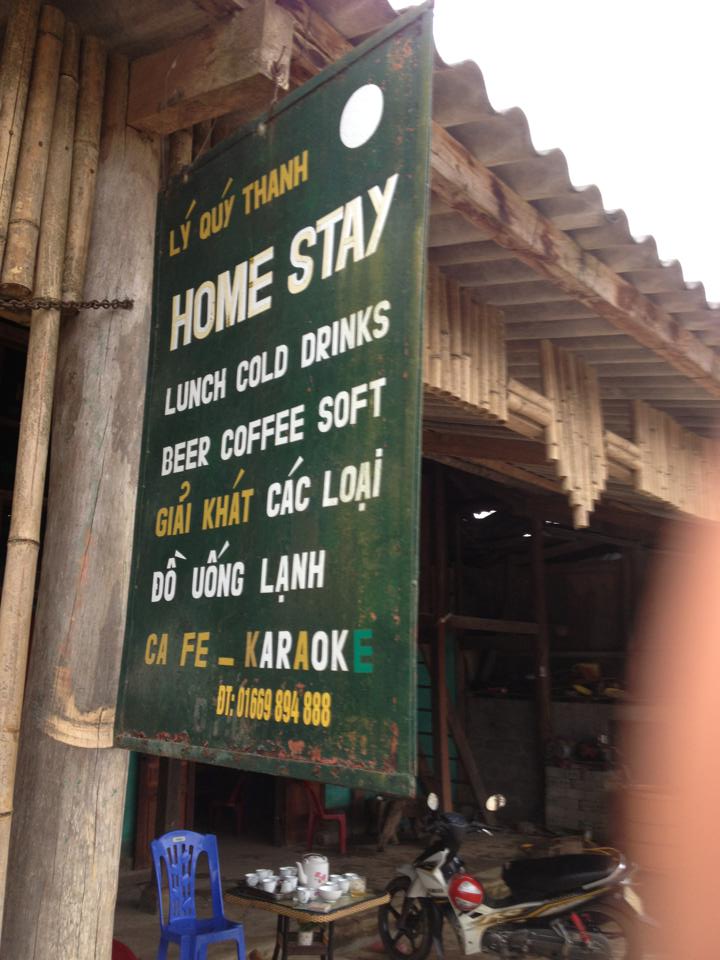 LÝ QUÝ THANH
HOME STAY
LUNCH COLD DRINKS
BEER COFFEE SOFT
GIẢI KHÁT CÁC LOẠI
ĐỒ UỐNG LẠNH
CA FE _ KARAOKE
ĐT: 01669 894 888